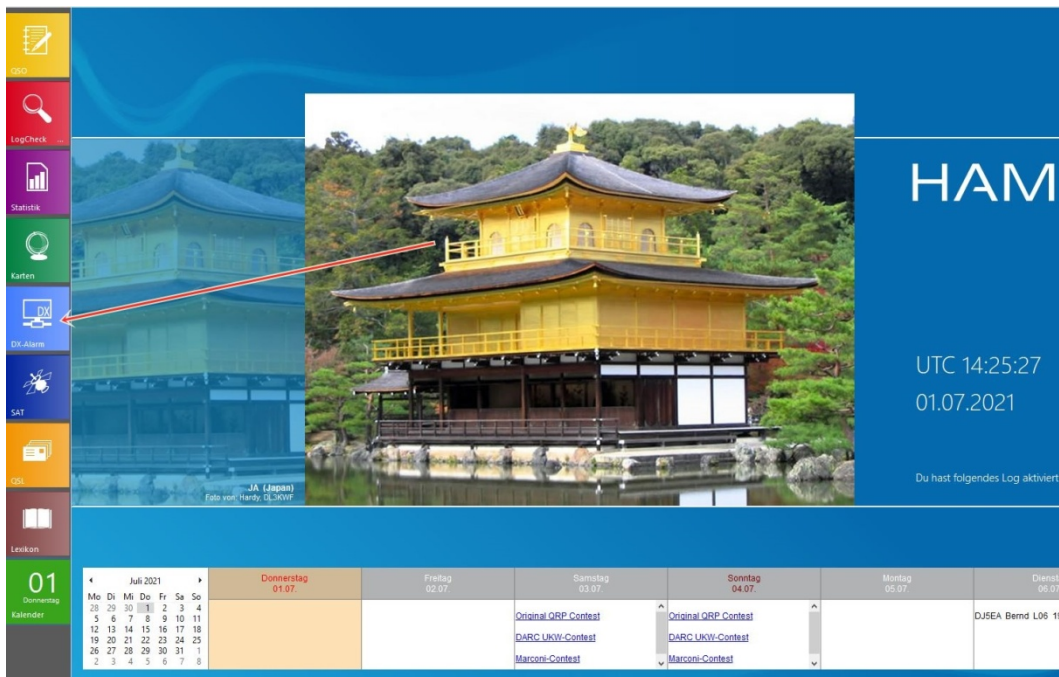 QSO
LogCheck ...
Statistik
Karten
DX
DX-Alarm
SAT
QSL
Lexikon
01
Donnerstag
Kalender
JA (Japan)
Foto von: Hardy, DL3KWF
HAM
UTC 14:25:27
01.07.2021
Du hast folgendes Log aktiviert
Juli 2021
Mo Di Mi Do Fr Sa So
28 29 30 1 2 3 4
5 6 7 8 9 10 11
12 13 14 15 16 17 18
19 20 21 22 23 24 25
26 27 28 29 30 31 1
2 3 4 5 6 7 8
Donnerstag
01.07.
Freitag
02.07.
Samstag
03.07.
Original QRP Contest
DARC UKW-Contest
Marconi-Contest
Sonntag
04.07.
Original QRP Contest
DARC UKW-Contest
Marconi-Contest
Montag
05.07.
Dienst
06.07
DJ5EA Bernd L06